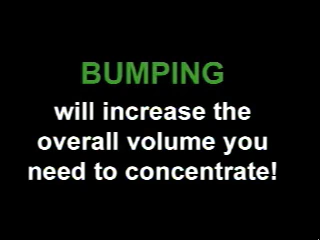 BUMPING
will increase the
overall volume you
need to concentrate!